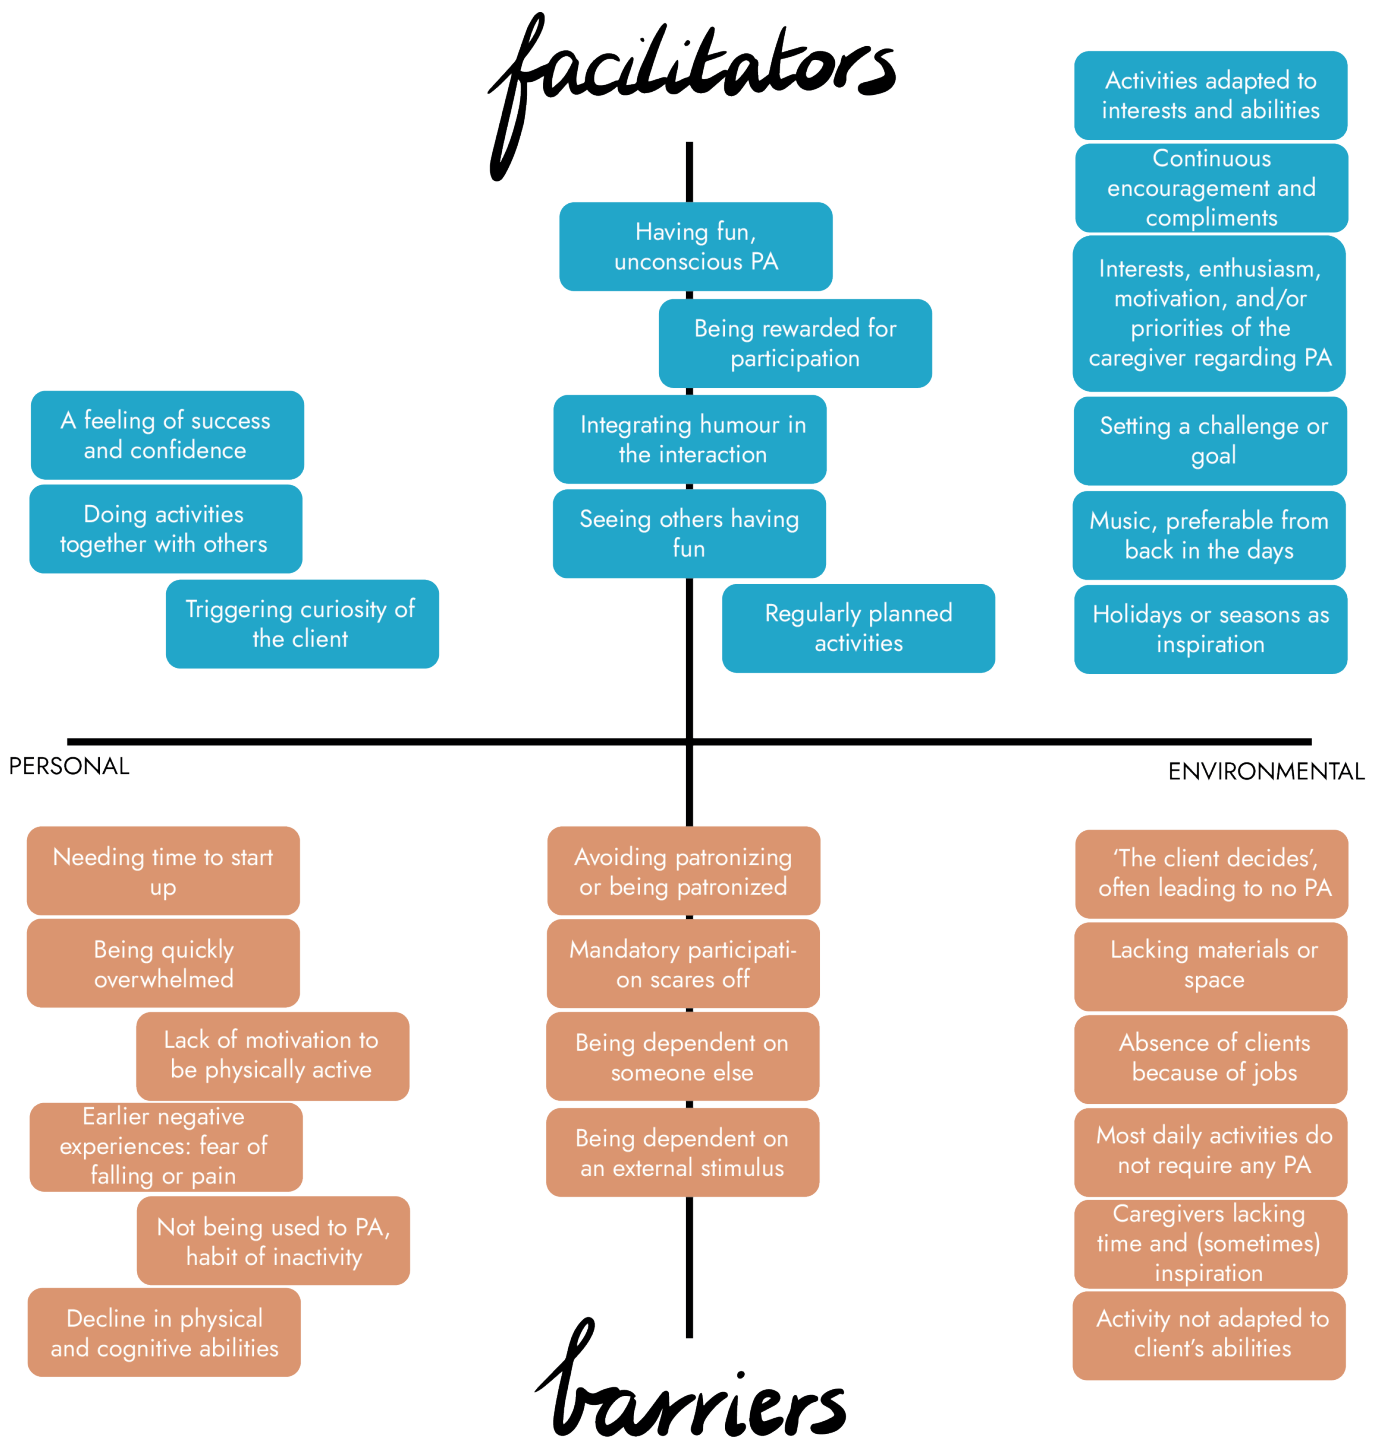 facilitators
Activities adapted to
interests and abilities
Continuous
encouragement and
compliments
Having fun,
unconscious PA
Interests, enthusiasm,
motivation, and/or
priorities of the
caregiver regarding PA
Being rewarded for
participation
A feeling of success
and confidence
Integrating humour in
the interaction
Setting a challenge or
goal
Doing activities
together with others
Seeing others having
fun
Music, preferable from
back in the days
Triggering curiosity of
the client
Regularly planned
activities
Holidays or seasons as
inspiration
PERSONAL
ENVIRONMENTAL
Needing time to start
up
Avoiding patronizing
or being patronized
‘The client decides’,
often leading to no PA
Being quickly
overwhelmed
Mandatory participati-
on scares off
Lacking materials or
space
Lack of motivation to
be physically active
Being dependent on
someone else
Absence of clients
because of jobs
Earlier negative
experiences: fear of
falling or pain
Being dependent on
an external stimulus
Most daily activities do
not require any PA
Not being used to PA,
habit of inactivity
Caregivers lacking
time and (sometimes)
inspiration
Decline in physical
and cognitive abilities
Activity not adapted to
client’s abilities
barriers